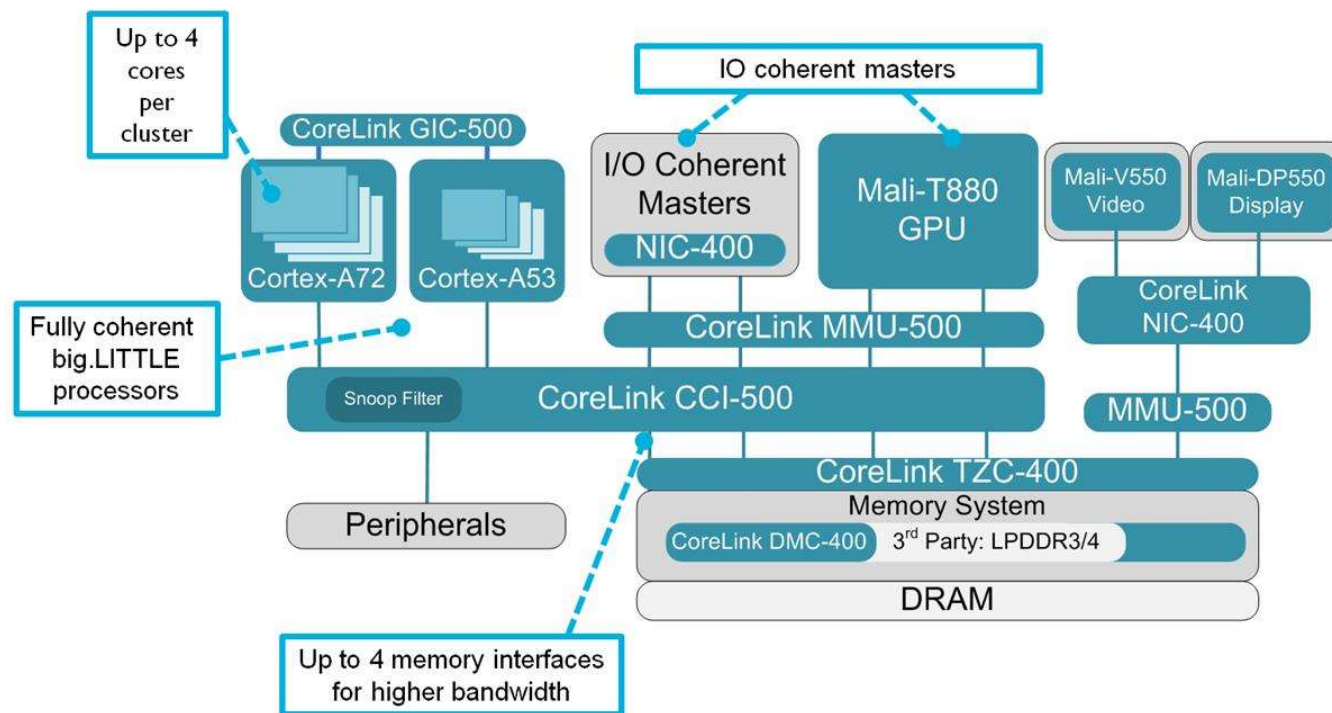 Up to 4
cores
per
cluster
IO coherent masters
CoreLink GIC-500
Cortex-A72
Cortex-A53
I/O Coherent
Masters
NIC-400
Mali-T880
GPU
Mali-V550
Video
Mali-DP550
Display
Fully coherent
big.LITTLE
processors
CoreLink MMU-500
CoreLink
NIC-400
Snoop Filter
CoreLink CCI-500
MMU-500
CoreLink TZC-400
Peripherals
Memory System
CoreLink DMC-400
3rd Party: LPDDR3/4
DRAM
Up to 4 memory interfaces
for higher bandwidth